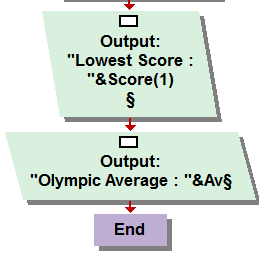 Output:
"Lowest Score :
"&Score(1)
§
Output:
"Olympic Average : "&Av§
End